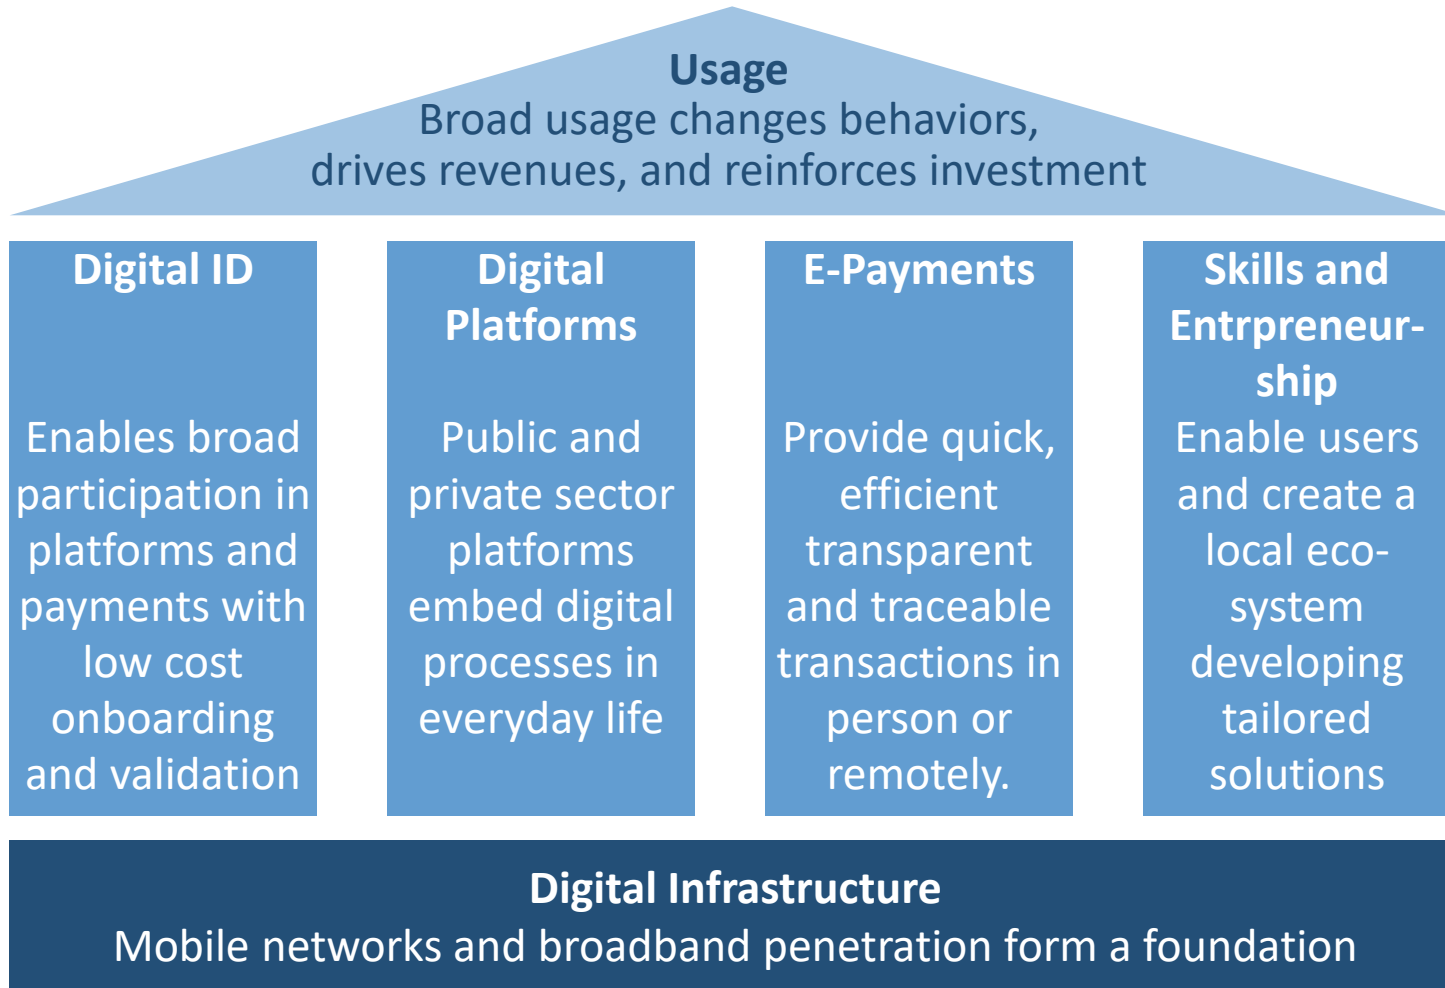 Usage
Broad usage changes behaviors,
drives revenues, and reinforces investment
Digital ID
Enables broad
participation in
platforms and
payments with
low cost
onboarding
and validation
Digital
Platforms
Public and
private sector
platforms
embed digital
processes in
everyday life
E-Payments
Provide quick,
efficient
transparent
and traceable
transactions in
person or
remotely.
Skills and
Entrpreneur-
ship
Enable users
and create a
local eco-
system
developing
tailored
solutions
Digital Infrastructure
Mobile networks and broadband penetration form a foundation